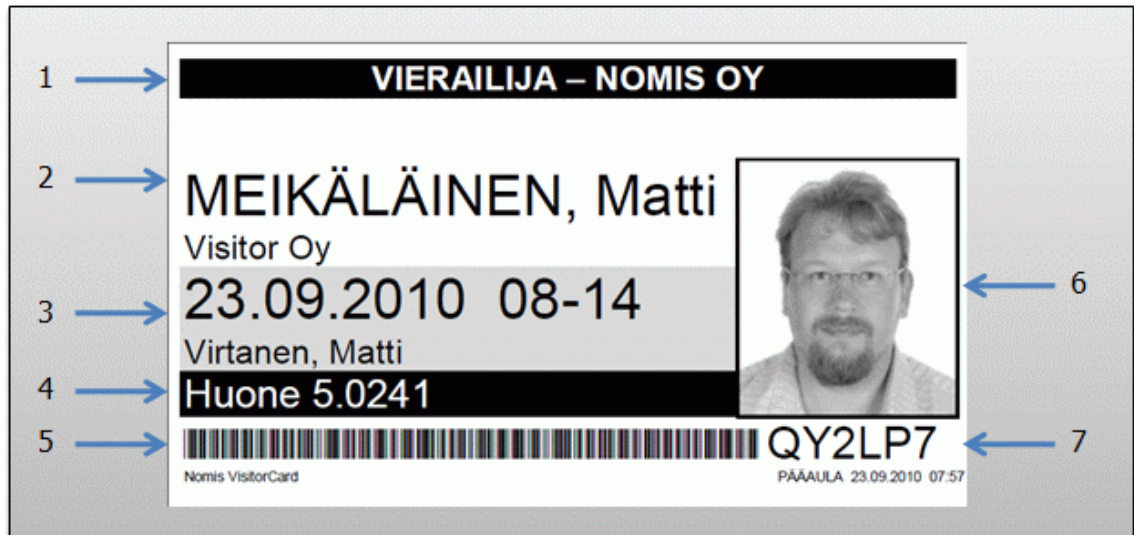 1
VIERAILIJA – NOMIS OY
2
MEIKÄLÄINEN, Matti
Visitor Oy
3
23.09.2010 08-14
6
Virtanen, Matti
4
Huone 5.0241
5
QY2LP7
7
Nomis VisitorCard
PÄÄAULA 23.09.2010 07:57